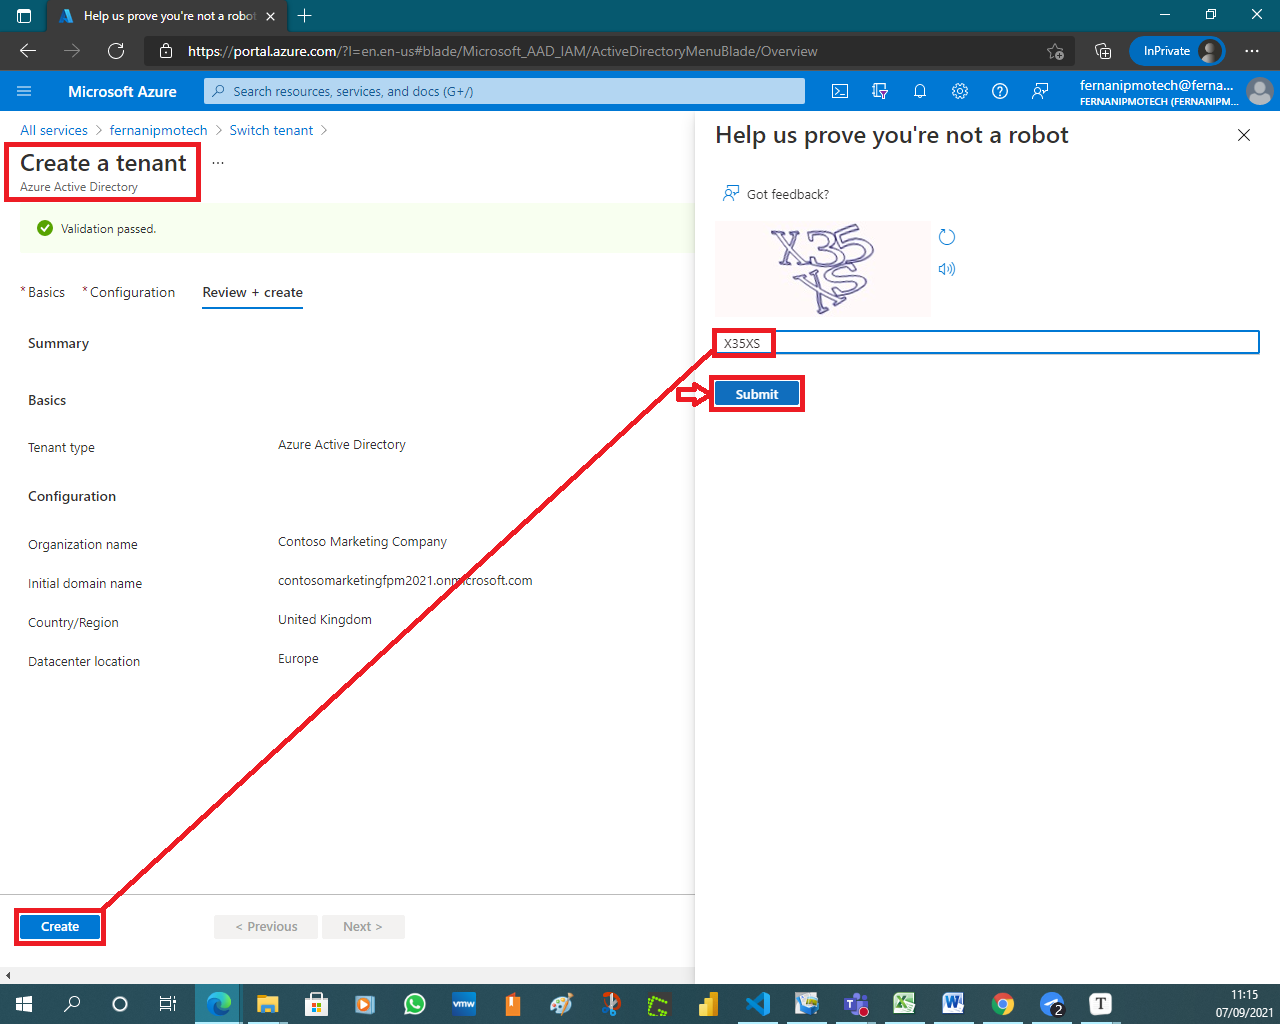 Help us prove you're not a robot
https://portal.azure.com/?l=en.en-us#blade/Microsoft_AAD_IAM/ActiveDirectoryMenuBlade/Overview
InPrivate
Microsoft Azure
Search resources, services, and docs (G+/)
fernanipmotech@ferna...
FERNANIPMOTECH (FERNANIPM...
All services > fernanipmotech > Switch tenant >
Create a tenant ...
Azure Active Directory
Validation passed.
* Basics * Configuration Review + create
Summary
Basics
Tenant type Azure Active Directory
Configuration
Organization name Contoso Marketing Company
Initial domain name contosomarketingfpm2021.onmicrosoft.com
Country/Region United Kingdom
Datacenter location Europe
Create < Previous Next >
Help us prove you're not a robot
Got feedback?
X35
XS
X35XS
Submit
vmw
2
T
11:15
07/09/2021